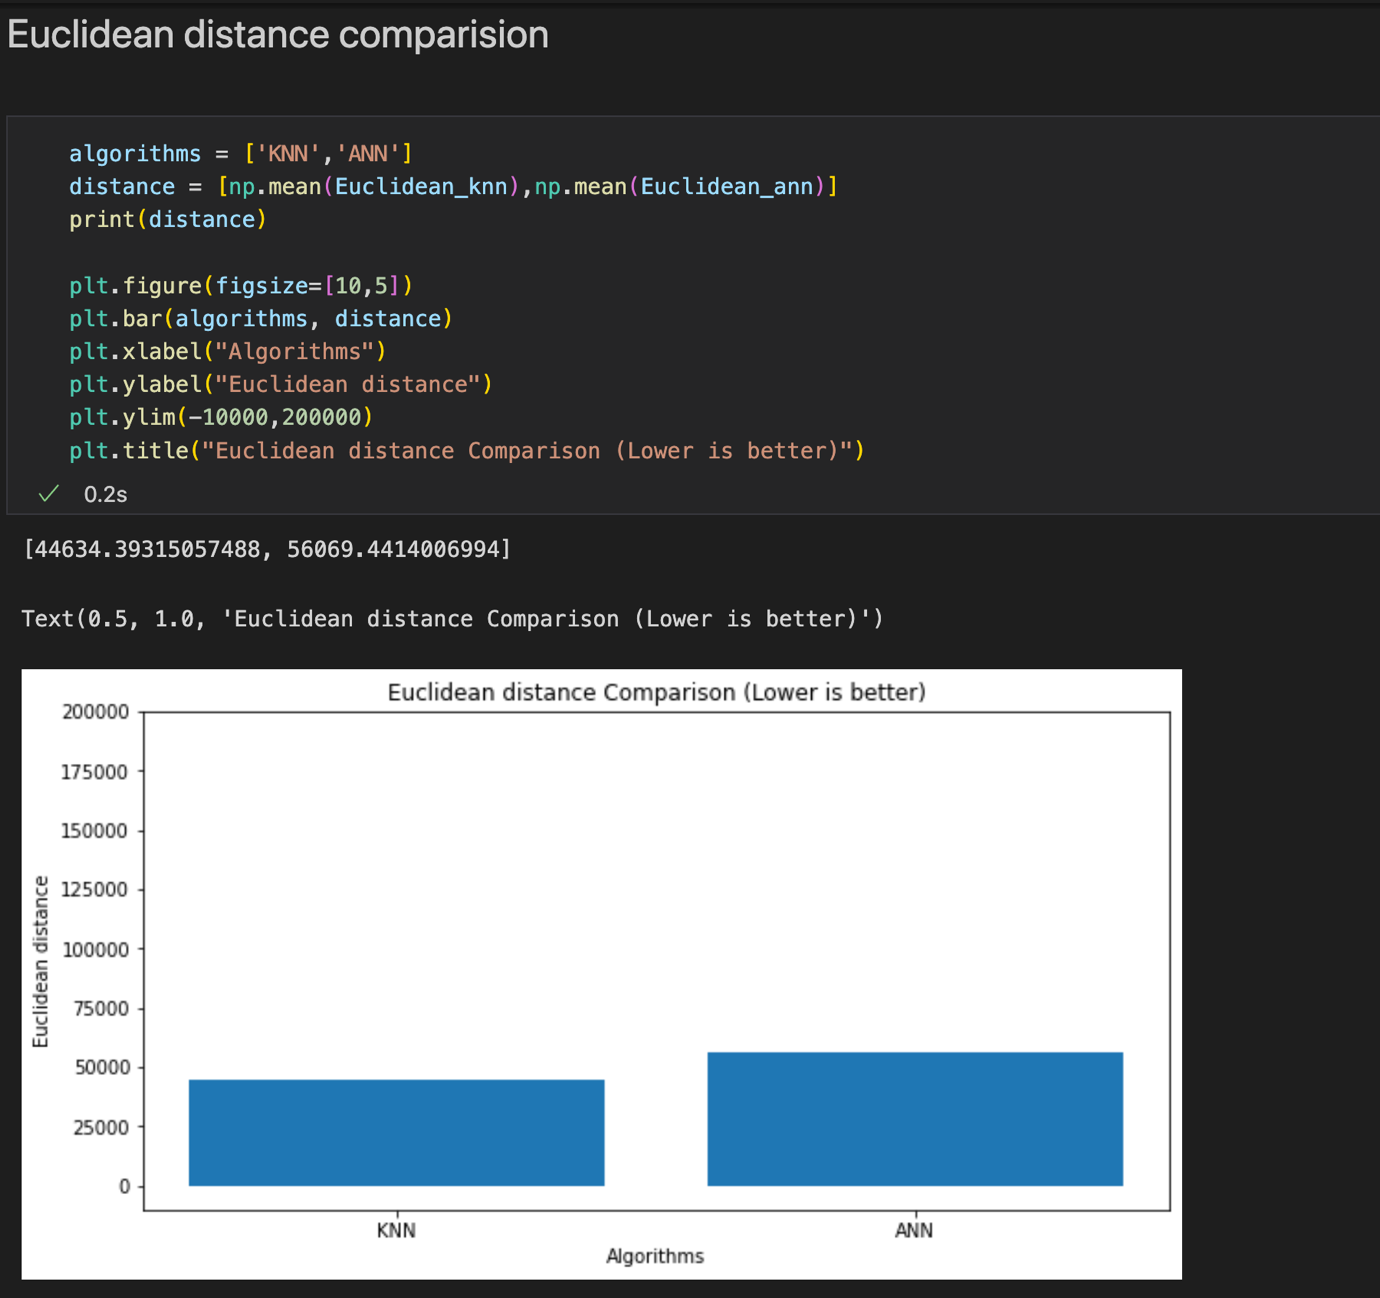 Euclidean distance comparision
algorithms = ['KNN','ANN']
distance = [np.mean(Euclidean_knn),np.mean(Euclidean_ann)]
print(distance)
plt.figure(figsize=[10,5])
plt.bar(algorithms, distance)
plt.xlabel("Algorithms")
plt.ylabel("Euclidean distance")
plt.ylim(-10000,200000)
plt.title("Euclidean distance Comparison (Lower is better)")
0.2s
[44634.39315057488, 56069.4414006994]
Text(0.5, 1.0, 'Euclidean distance Comparison (Lower is better)')
Euclidean distance Comparison (Lower is better)
200000
175000
150000
125000
100000
75000
50000
25000
0
Euclidean distance
KNN ANN
Algorithms